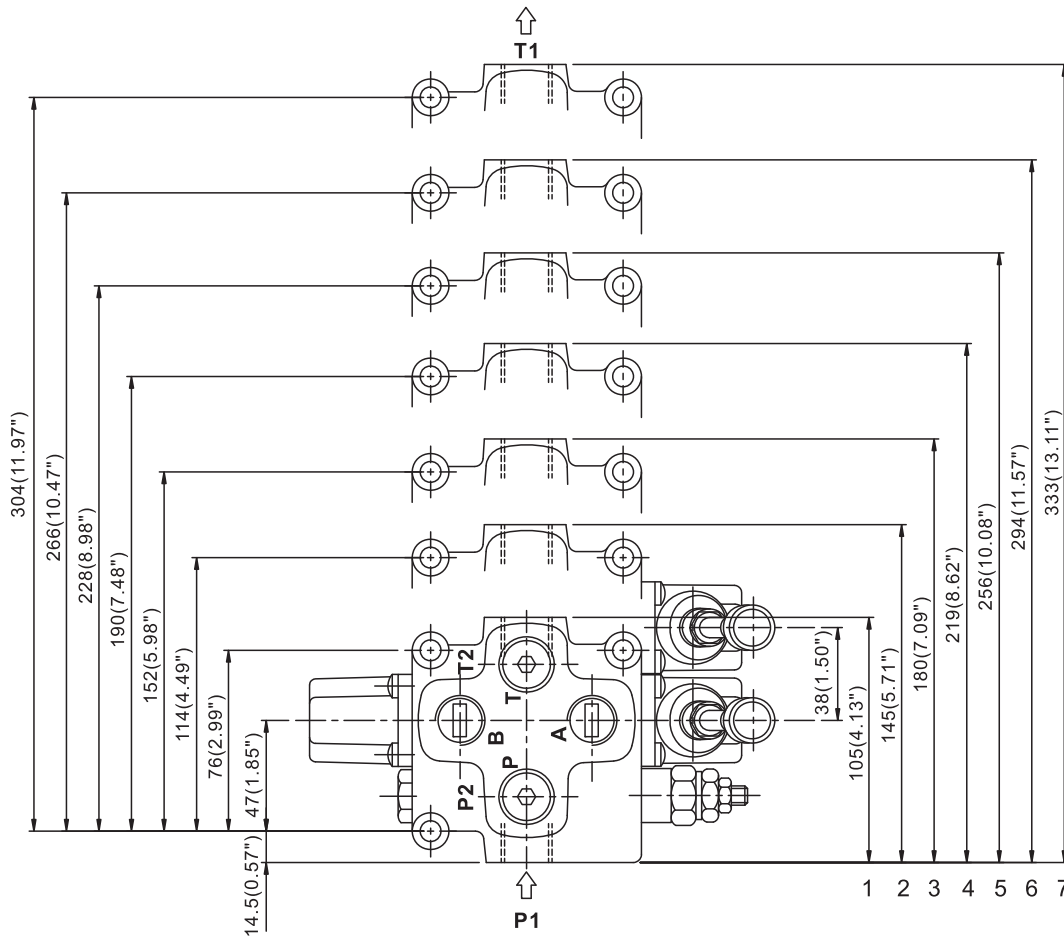 T1
304(11.97")
266(10.47")
228(8.98")
190(7.48")
152(5.98")
114(4.49")
76(2.99")
47(1.85")
14.5(0.57")
T2
T
B
A
P
P2
P1
38(1.50")
105(4.13")
145(5.71")
180(7.09")
219(8.62")
256(10.08")
294(11.57")
333(13.11")
1 2 3 4 5 6 7